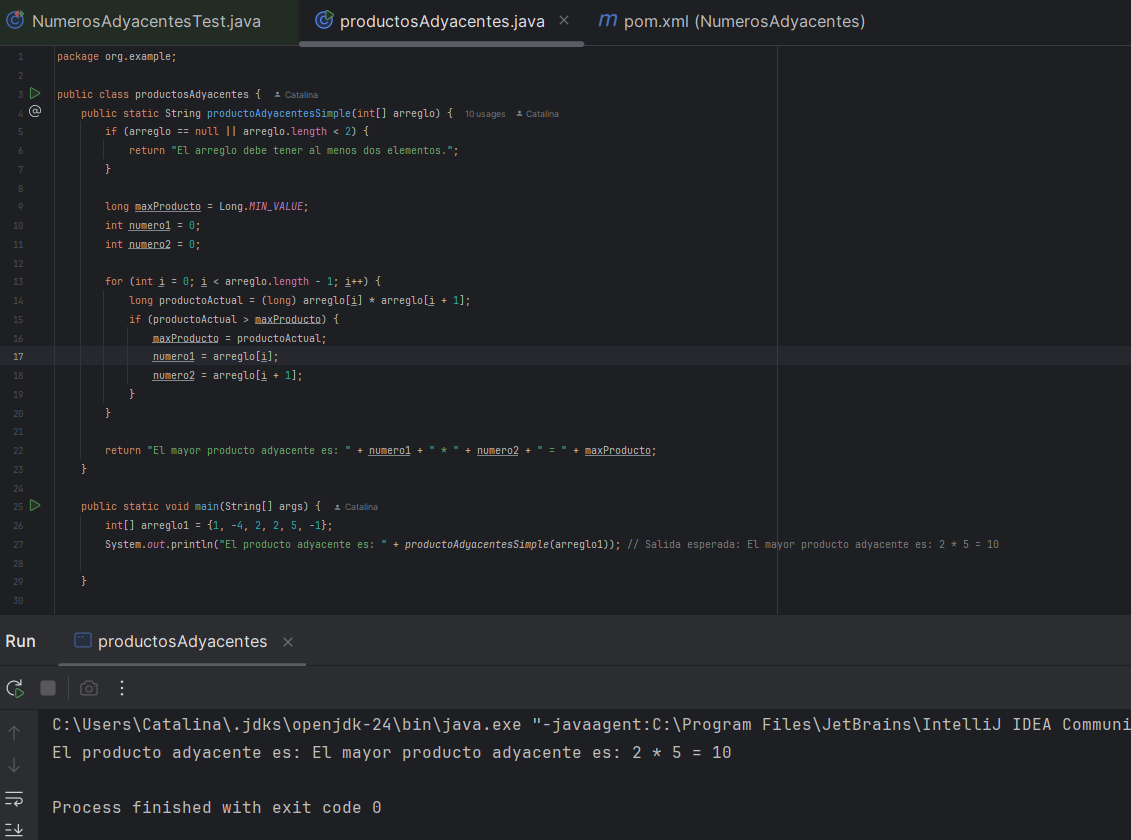 NumerosAdyacentesTest.java productosAdyacentes.java pom.xml (NumerosAdyacentes)
1 package org.example;
2
3 public class productosAdyacentes { Catalina
4 public static String productoAdyacentesSimple(int[] arreglo) { 10 usages Catalina
5 if (arreglo == null || arreglo.length < 2) {
6 return "El arreglo debe tener al menos dos elementos.";
7 }
8
9 long maxProducto = Long.MIN_VALUE;
10 int numero1 = 0;
11 int numero2 = 0;
12
13 for (int i = 0; i < arreglo.length - 1; i++) {
14 long productoActual = (long) arreglo[i] * arreglo[i + 1];
15 if (productoActual > maxProducto) {
16 maxProducto = productoActual;
17 numero1 = arreglo[i];
18 numero2 = arreglo[i + 1];
19 }
20 }
21
22 return "El mayor producto adyacente es: " + numero1 + " * " + numero2 + " = " + maxProducto;
23 }
24
25 public static void main(String[] args) { Catalina
26 int[] arreglo1 = {1, -4, 2, 2, 5, -1};
27 System.out.println("El producto adyacente es: " + productoAdyacentesSimple(arreglo1)); // Salida esperada: El mayor producto adyacente es: 2 * 5 = 10
28
29 }
30
Run productosAdyacentes
C:\Users\Catalina\.jdks\openjdk-24\bin\java.exe "-javaagent:C:\Program Files\JetBrains\IntelliJ IDEA Communi
El producto adyacente es: El mayor producto adyacente es: 2 * 5 = 10
Process finished with exit code 0